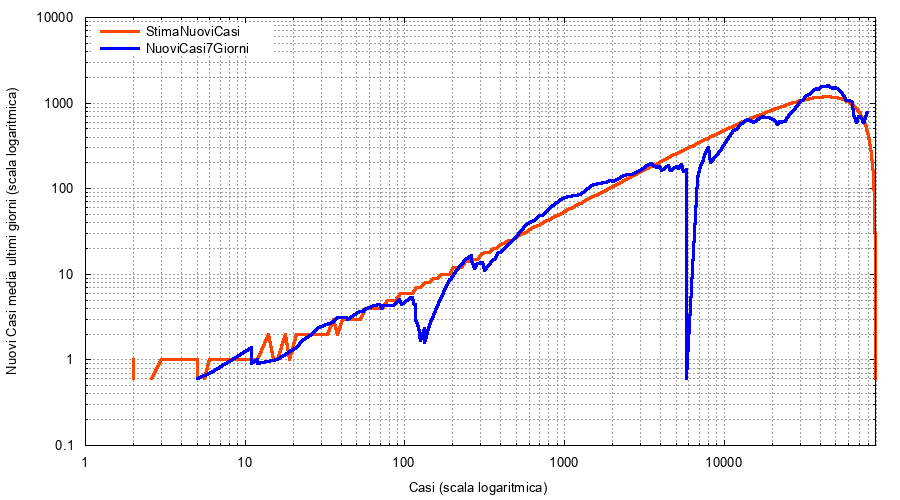 10000
1000
100
10
1
0.1
StimaNuoviCasi
NuoviCasi7Giorni
Nuovi Casi media ultimi giorni (scala logaritmica)
1 10 100 1000 10000
Casi (scala logaritmica)